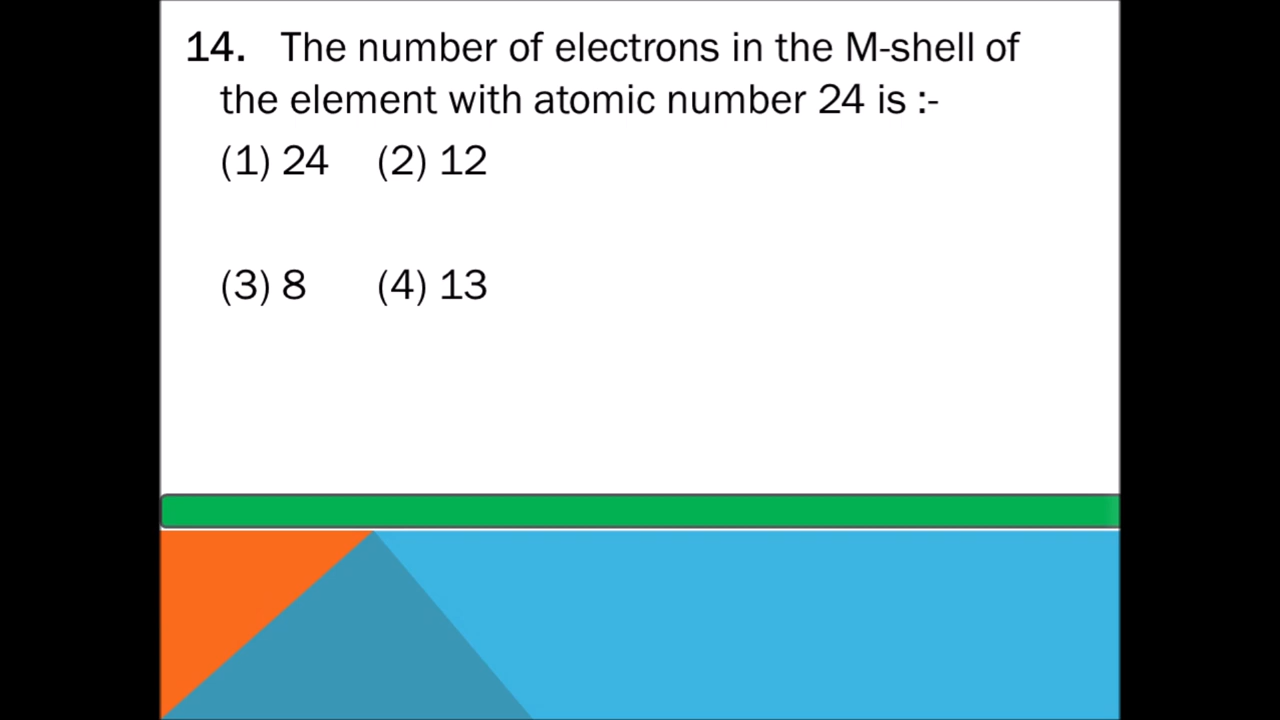 14. The number of electrons in the M-shell of
the element with atomic number 24 is :-
(1) 24 (2) 12
(3) 8 (4) 13